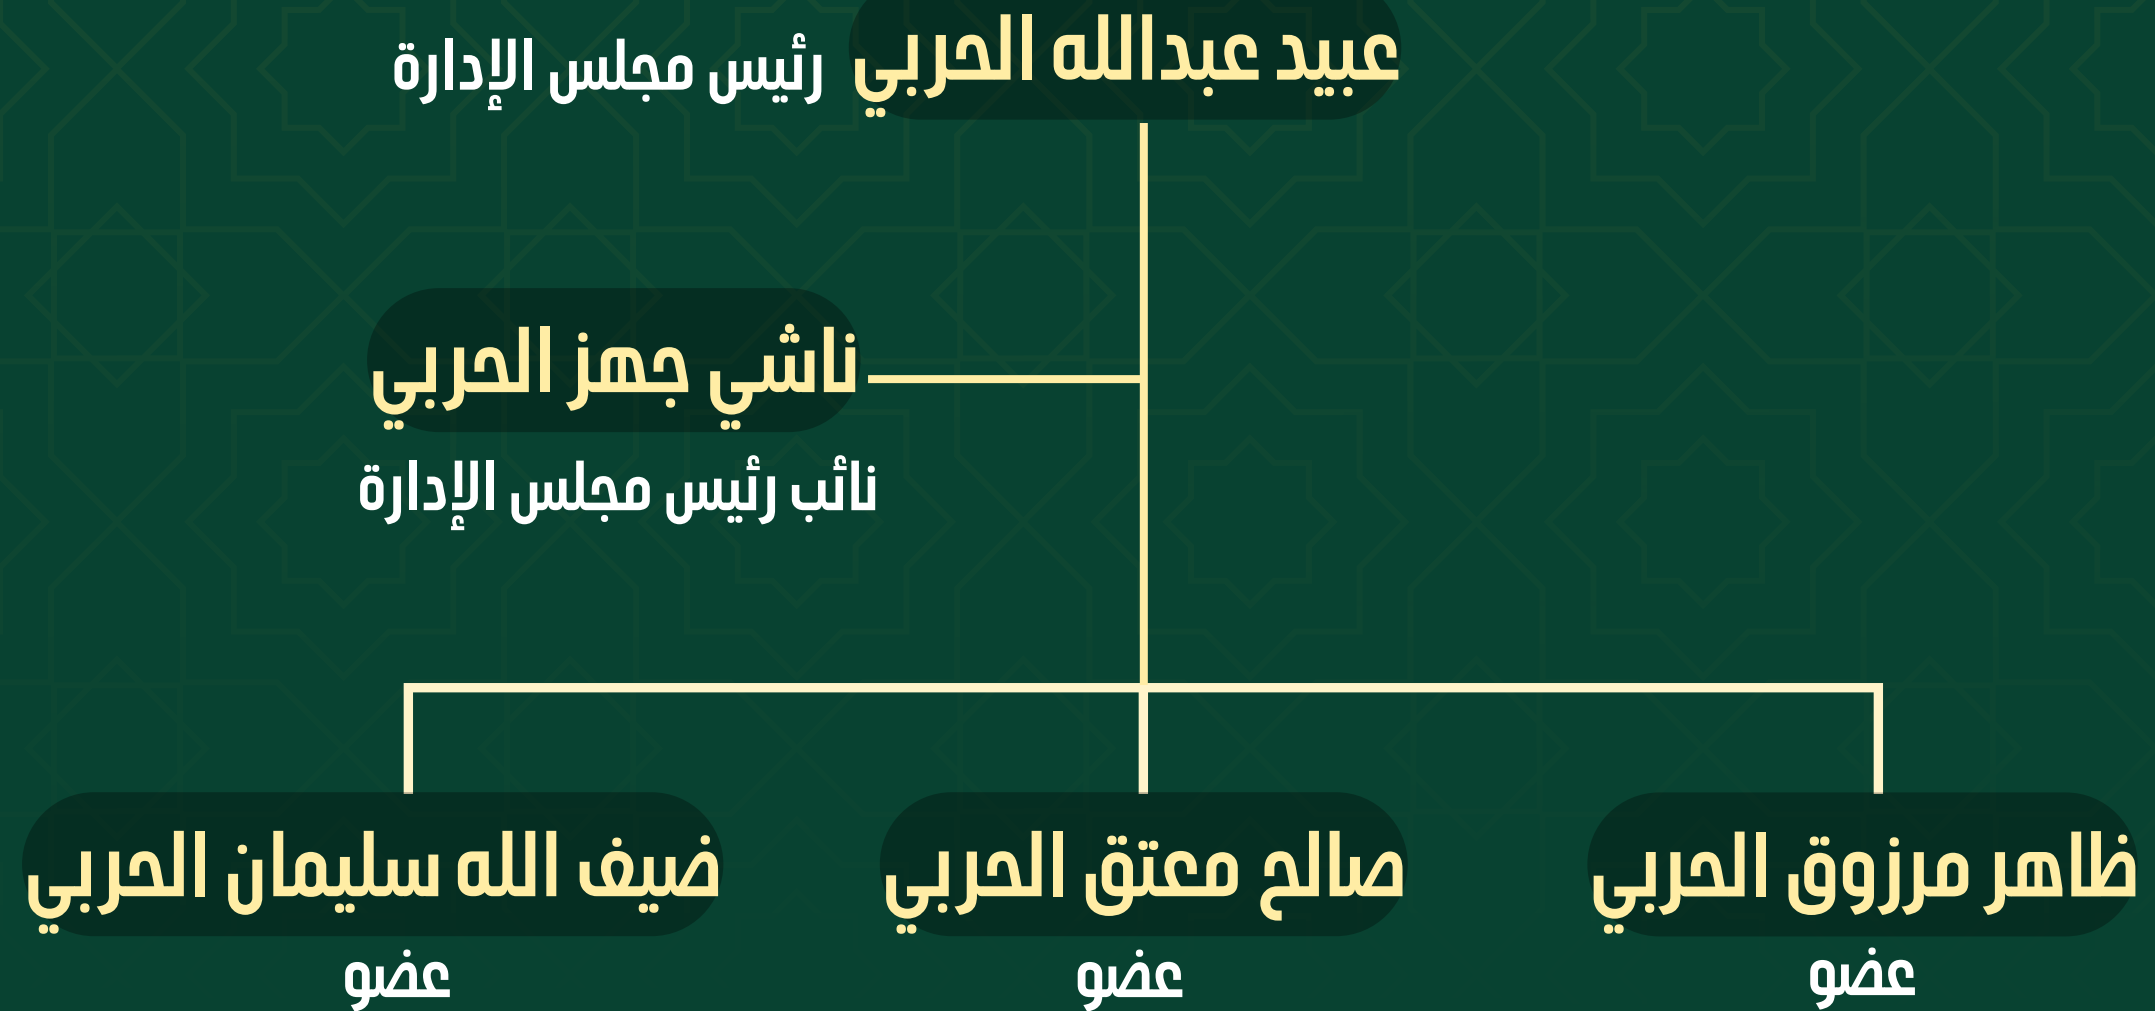 عبيد عبدالله الحربي
رئيس مجلس الإدارة
ناشي جهز الحربي
نائب رئيس مجلس الإدارة
ظاهر مرزوق الحربي
صالح معتق الحربي
ضيف الله سليمان الحربي
عضو
عضو
عضو